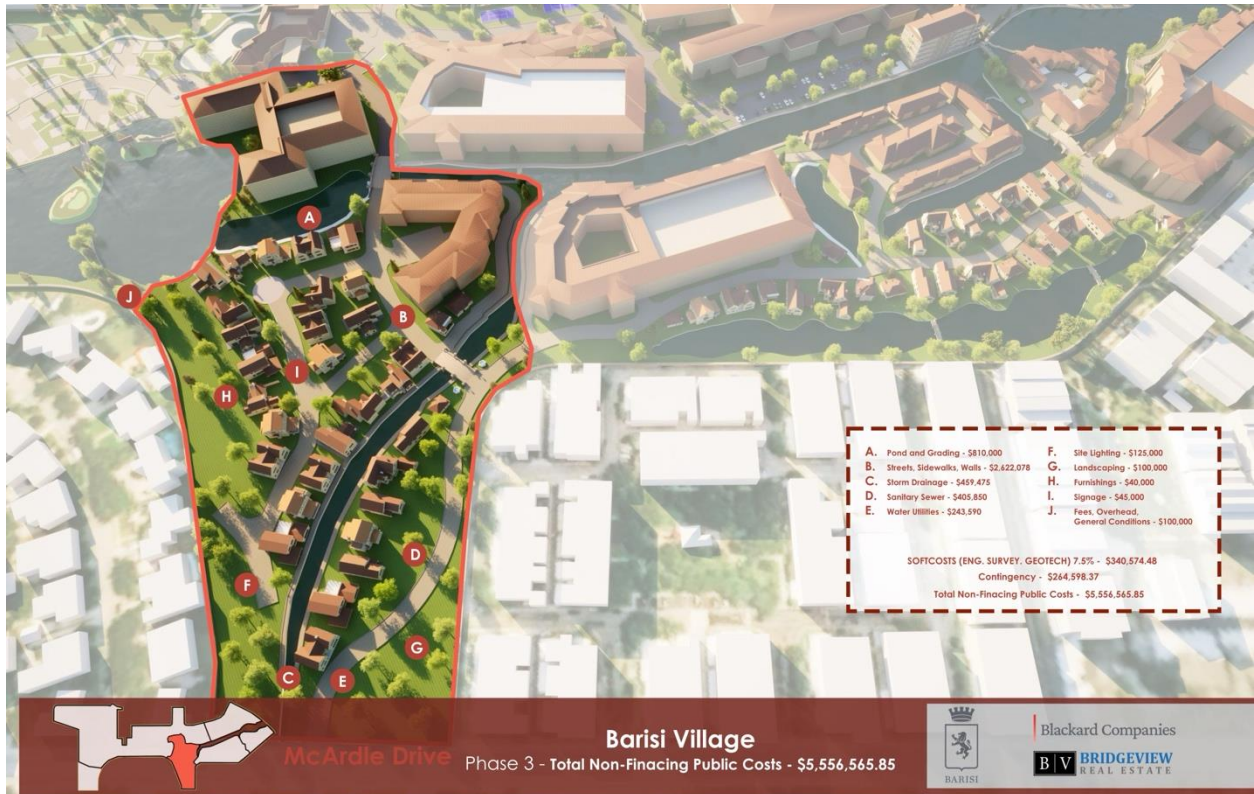 A
J
B
I
H
D
F
G
C
E
A. Pond and Grading - $810,000
B. Streets, Sidewalks, Walls - $2,622,078
C. Storm Drainage - $459,475
D. Sanitary Sewer - $405,850
E. Water Utilities - $243,590
F. Site Lighting - $125,000
G. Landscaping - $100,000
H. Furnishings - $40,000
I. Signage - $45,000
J. Fees, Overhead,
General Conditions - $100,000
SOFTCOSTS (ENG. SURVEY. GEOTECH) 7.5% - $340,574.48
Contingency - $264,598.37
Total Non-Finacing Public Costs - $5,556,565.85
McArdle Drive
Barisi Village
Phase 3 - Total Non-Finacing Public Costs - $5,556,565.85
BARISI
Blackard Companies
B V BRIDGEVIEW
REAL ESTATE